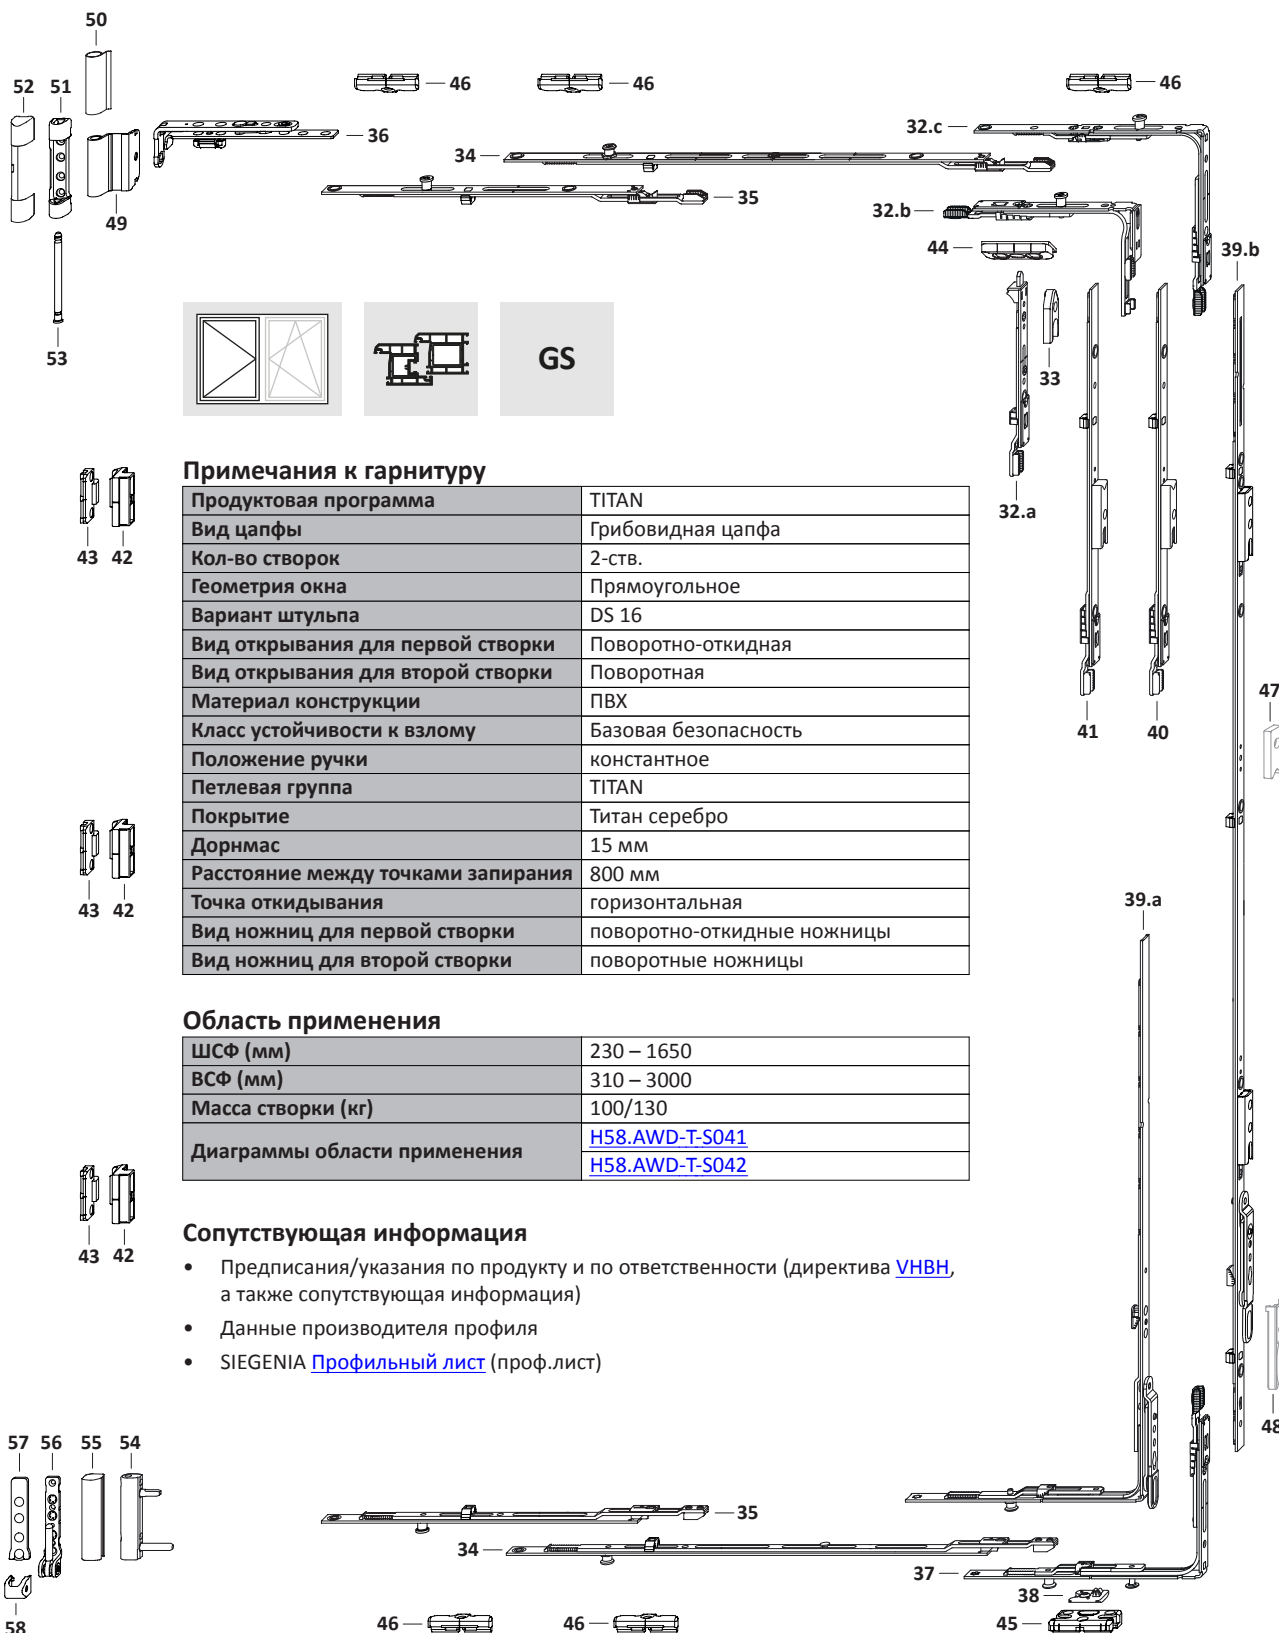 50
52 51
46
46
46
36
32.c
34
35
49
32.b
44
39.b
53
GS
33
Примечания к гарнитуру
Продуктовая программа TITAN
Вид цапфы Грибовидная цапфа
Кол-во створок 2-ств.
Геометрия окна Прямоугольное
Вариант штульпа DS 16
Вид открывания для первой створки Поворотно-откидная
Вид открывания для второй створки Поворотная
Материал конструкции ПВХ
Класс устойчивости к взлому Базовая безопасность
Положение ручки константное
Петлевая группа TITAN
Покрытие Титан серебро
Дорнмас 15 мм
Расстояние между точками запирания 800 мм
Точка откидывания горизонтальная
Вид ножниц для первой створки поворотно-откидные ножницы
Вид ножниц для второй створки поворотные ножницы
32.a
43 42
47
41 40
43 42
39.a
Область применения
ШСФ (мм) 230 – 1650
ВСФ (мм) 310 – 3000
Масса створки (кг) 100/130
Диаграммы области применения H58.AWD-T-S041
H58.AWD-T-S042
43 42
Сопутствующая информация
• Предписания/указания по продукту и по ответственности (директива VHBH,
а также сопутствующая информация)
• Данные производителя профиля
• SIEGENIA Профильный лист (проф.лист)
48
57 56 55 54
35
34
37
38
58
46
46
45